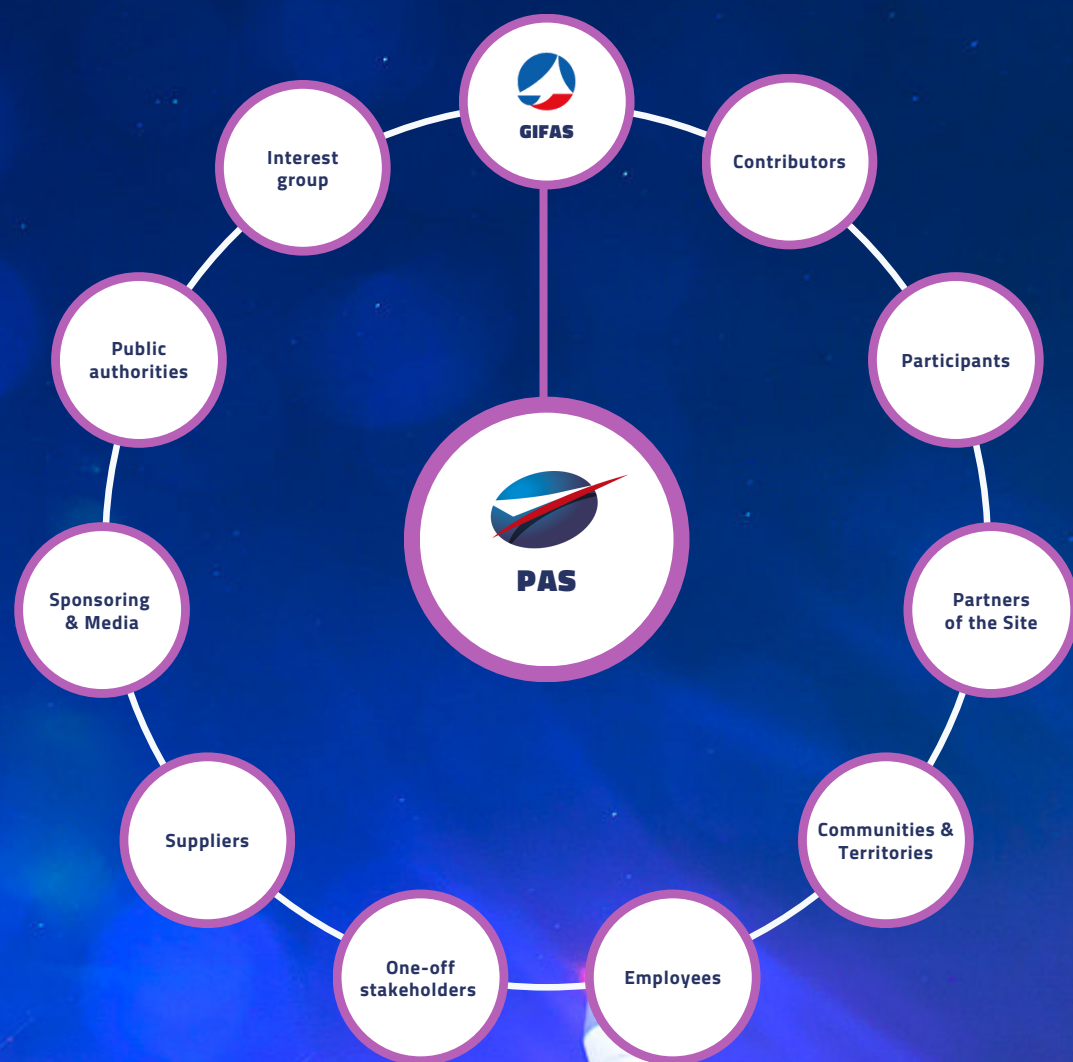 GIFAS
Interest
group
Contributors
Public
authorities
Participants
PAS
Sponsoring
& Media
Partners
of the Site
Suppliers
Communities &
Territories
One-off
stakeholders
Employees